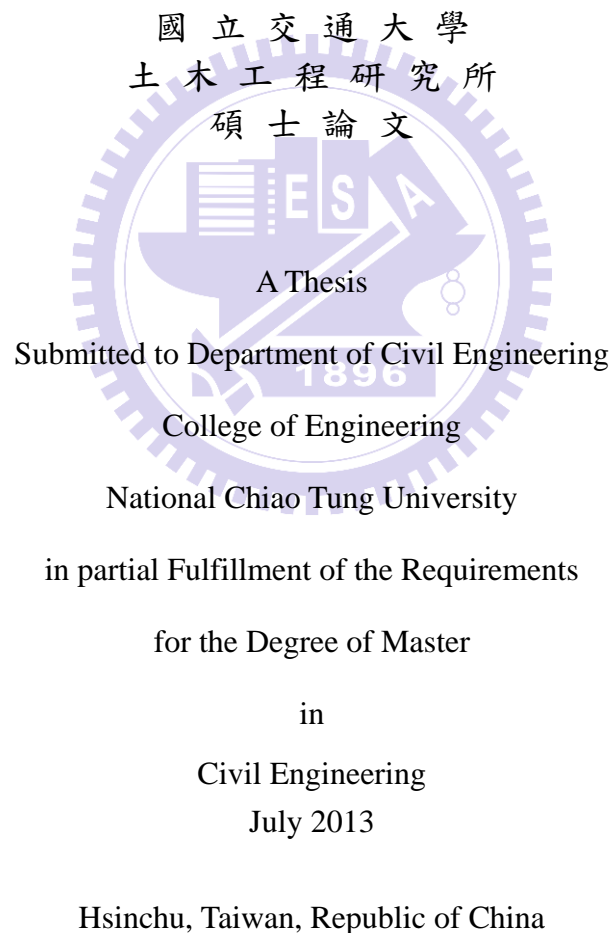 國立交通大學
土木工程研究所
碩士論文
ESA
A Thesis
Submitted to Department of Civil Engineering
1896
College of Engineering
National Chiao Tung University
in partial Fulfillment of the Requirements
for the Degree of Master
in
Civil Engineering
July 2013
Hsinchu, Taiwan, Republic of China